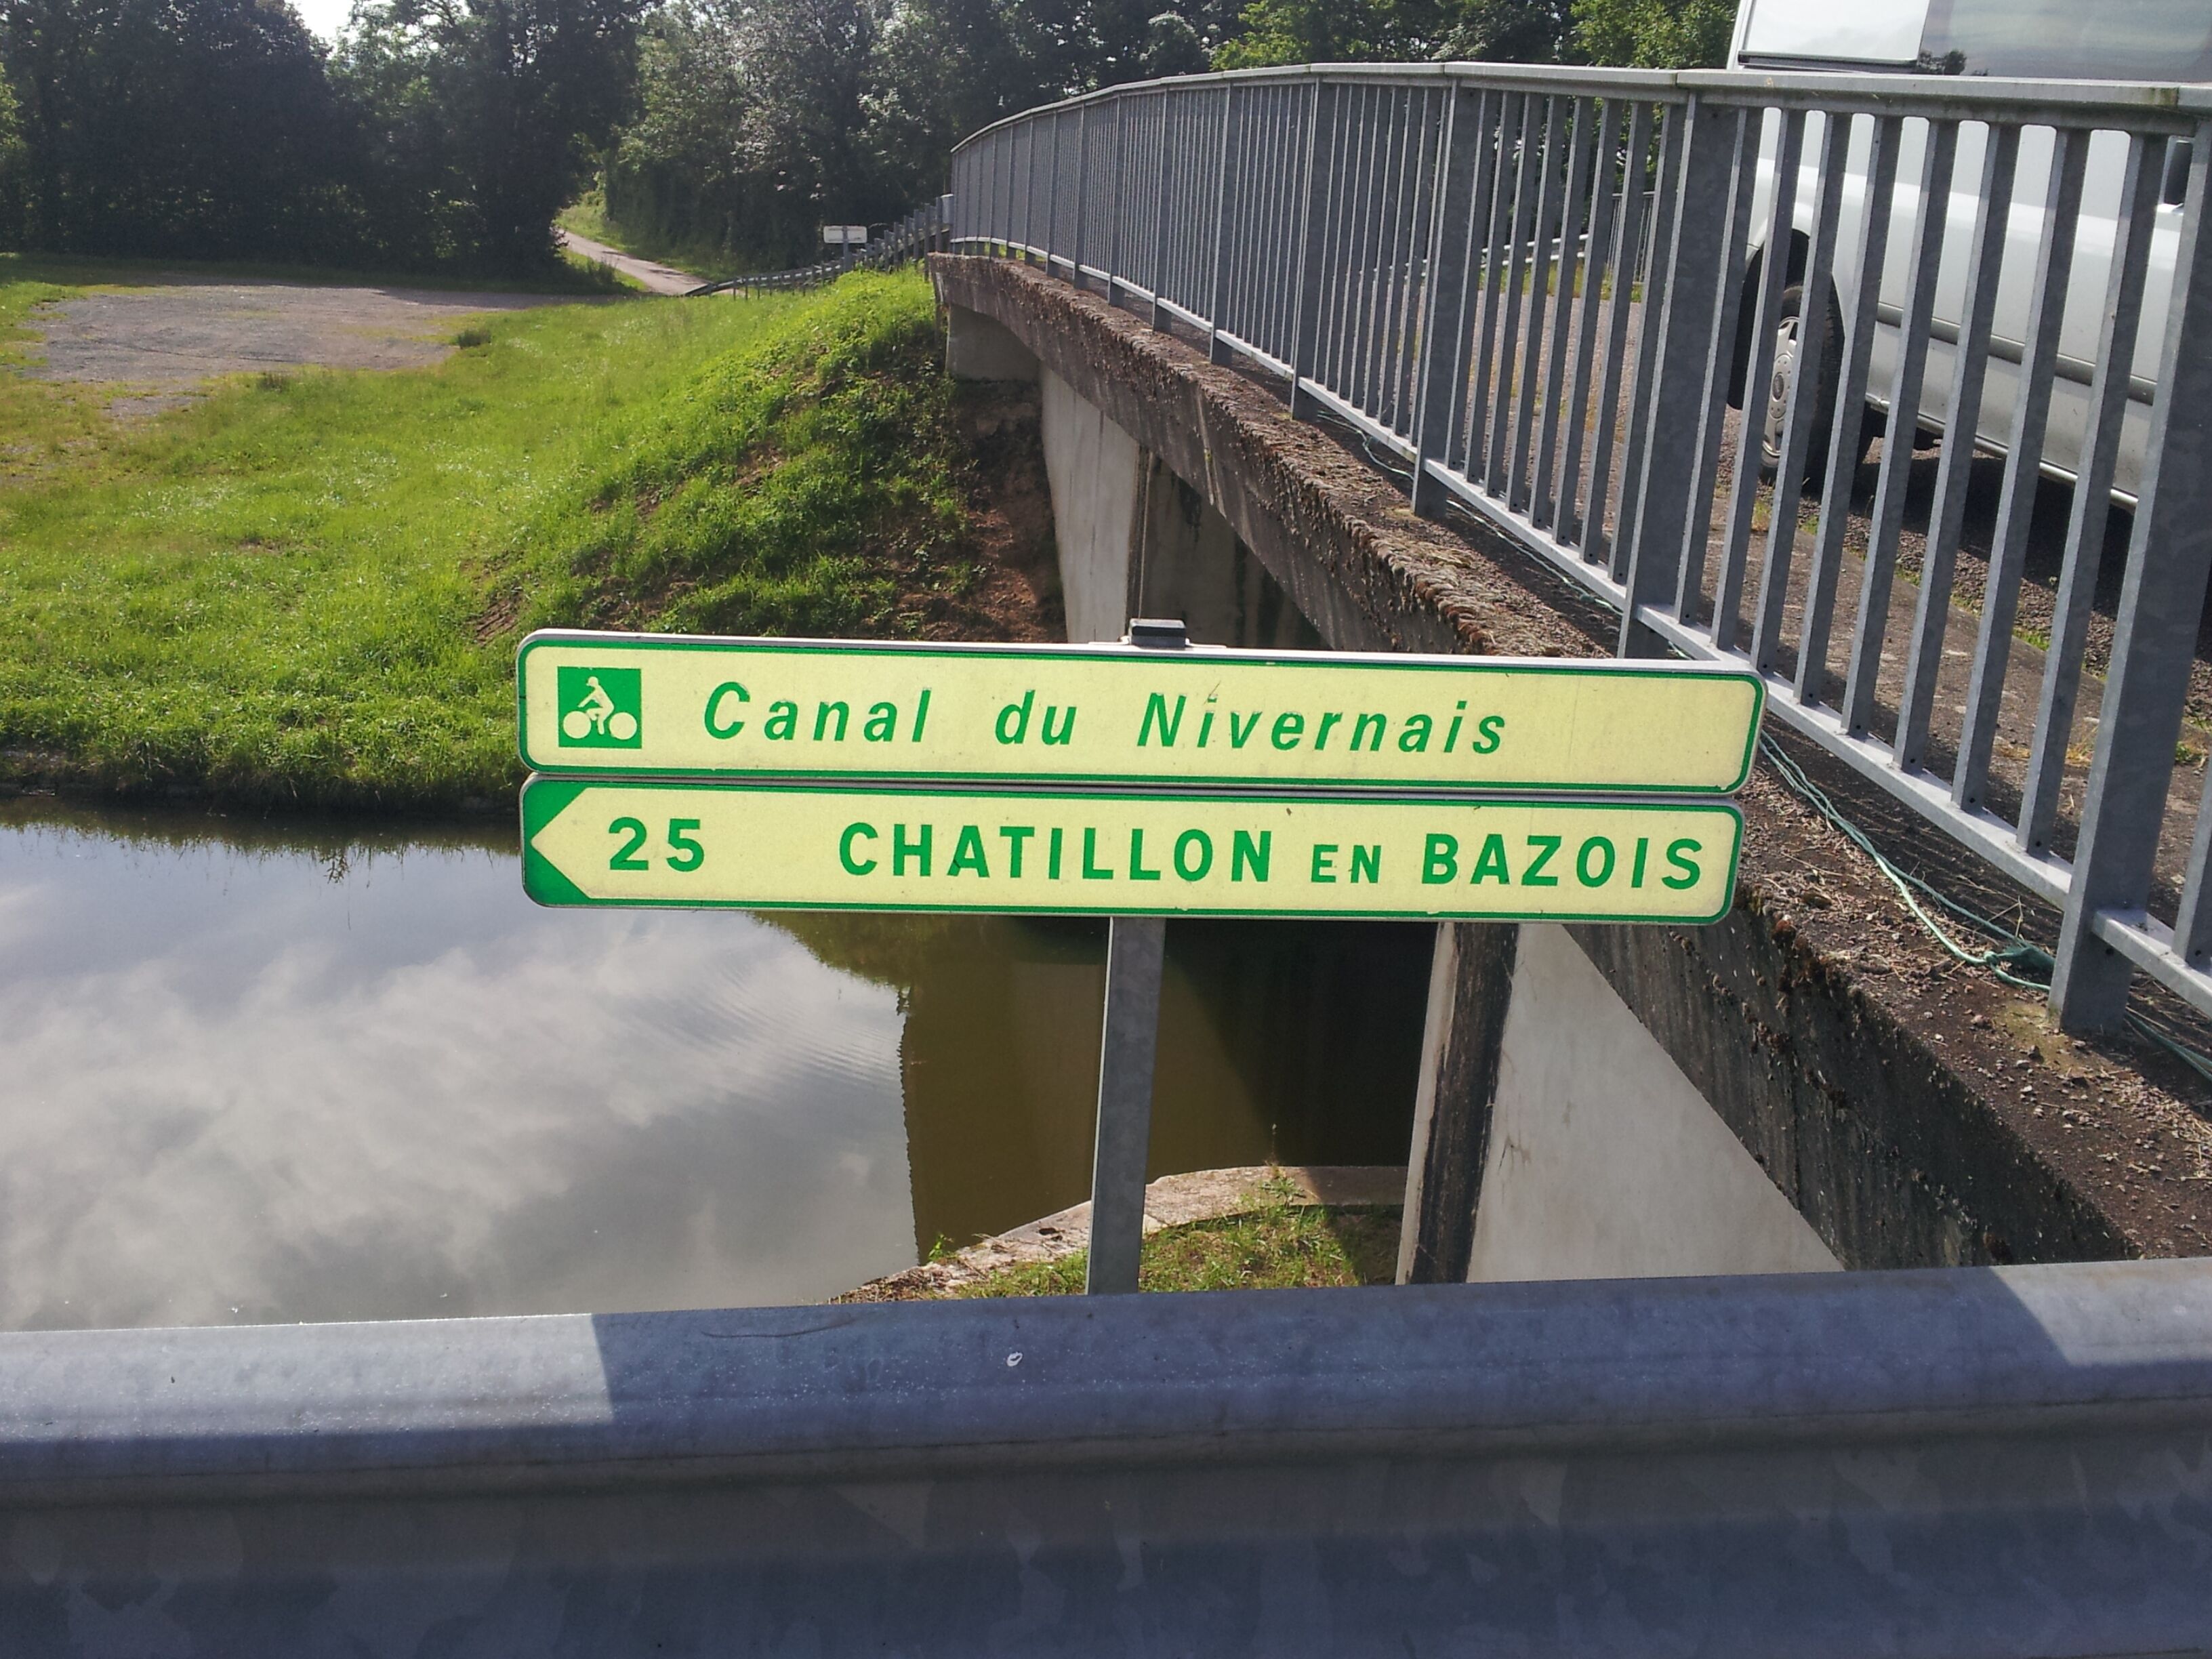 Canal du Nivernais
25 CHATILLON EN BAZOIS